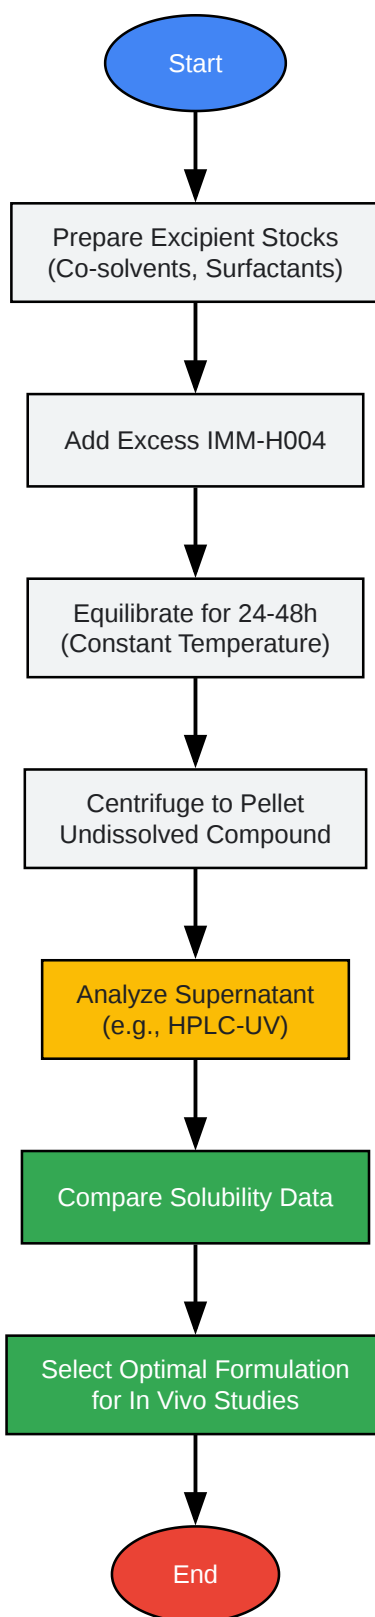 Start
Prepare Excipient Stocks
(Co-solvents, Surfactants)
Add Excess IMM-H004
Equilibrate for 24-48h
(Constant Temperature)
Centrifuge to Pellet
Undissolved Compound
Analyze Supernatant
(e.g., HPLC-UV)
Compare Solubility Data
Select Optimal Formulation
for In Vivo Studies
End